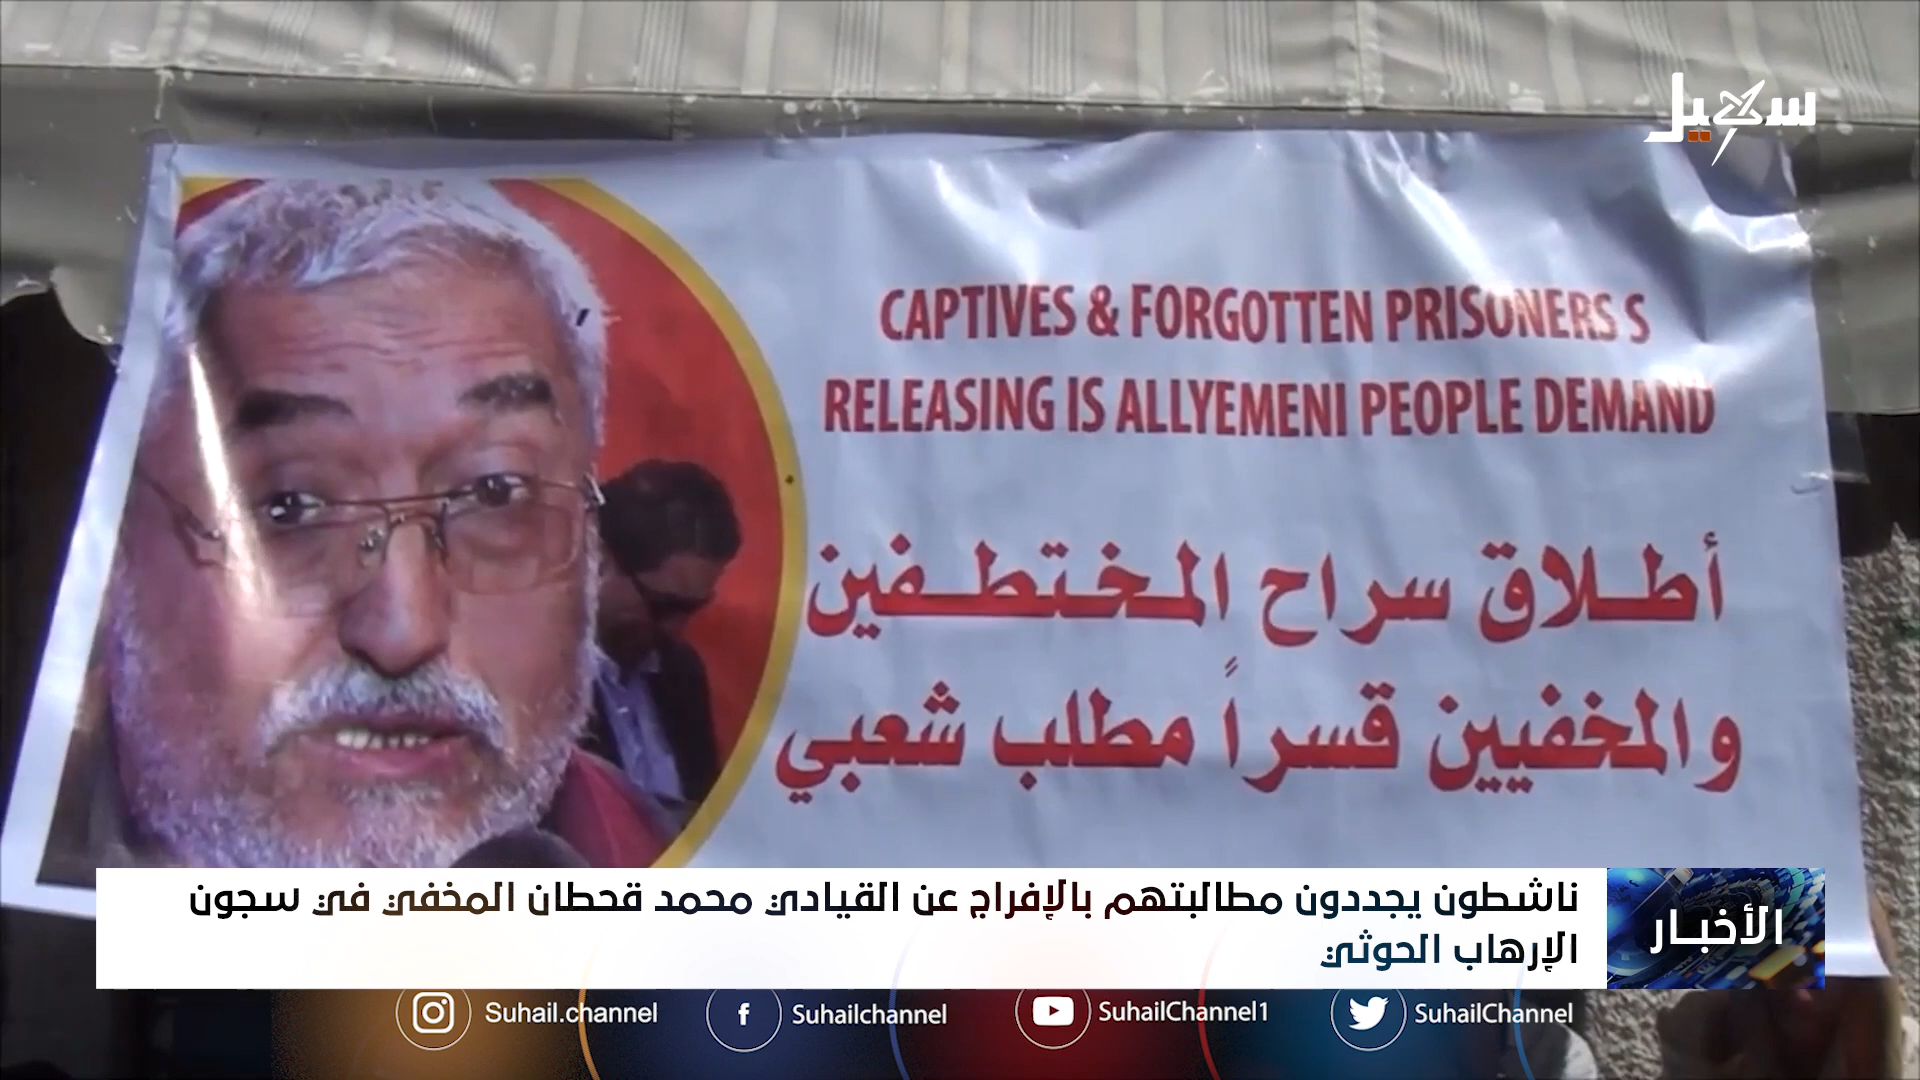 سهيل
CAPTIVES & FORGOTTEN PRISONERS S
RELEASING IS ALLYEMENI PEOPLE DEMAND
أطلاق سراح المختطفين
والمخفيين قسراً مطلب شعبي
الأخبار
ناشطون يجددون مطالبتهم بالإفراج عن القيادي محمد قحطان المخفي في سجون
الإرهاب الحوثي
Suhail.channel
Suhailchannel
SuhailChannel1
SuhailChannel